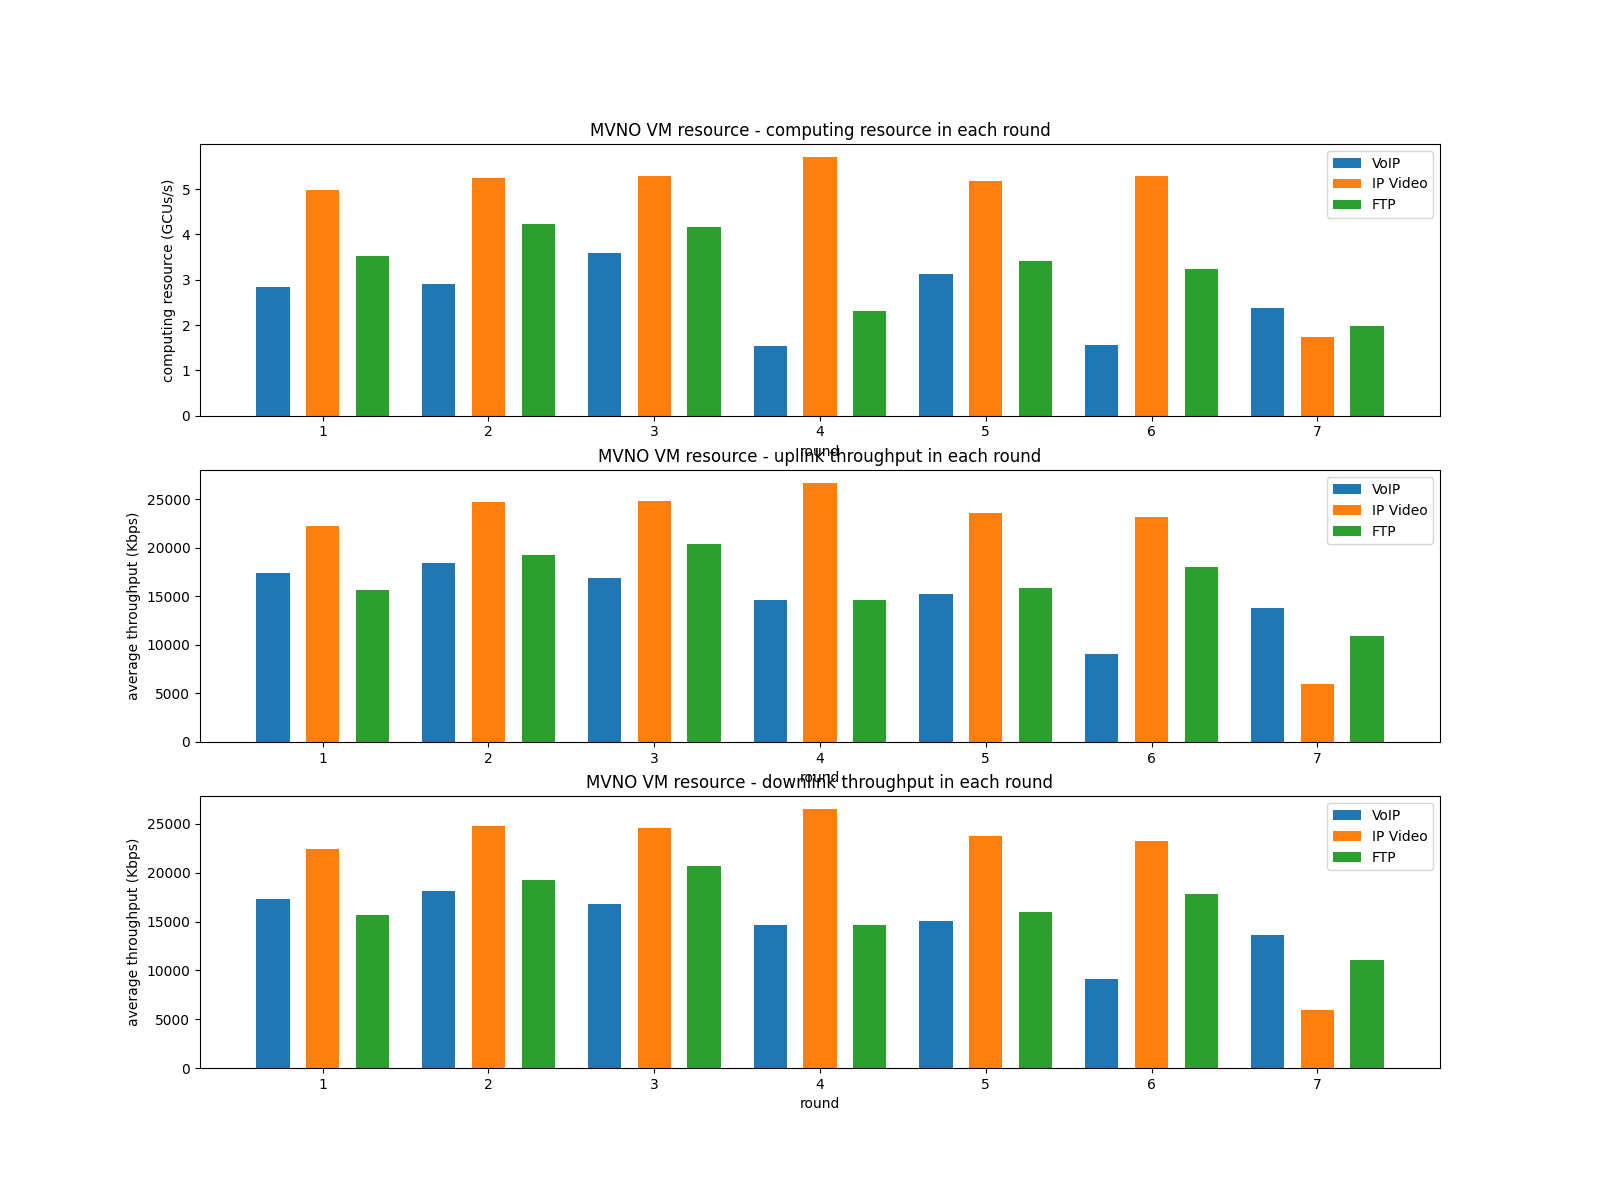 MVNO VM resource - computing resource in each round
computing resource (GCUs/s)
5
4
3
2
1
0
VoIP
IP Video
FTP
1 2 3 4 5 6 7
round
MVNO VM resource - uplink throughput in each round
average throughput (Kbps)
25000
20000
15000
10000
5000
0
VoIP
IP Video
FTP
1 2 3 4 5 6 7
round
MVNO VM resource - downlink throughput in each round
average throughput (Kbps)
25000
20000
15000
10000
5000
0
VoIP
IP Video
FTP
1 2 3 4 5 6 7
round